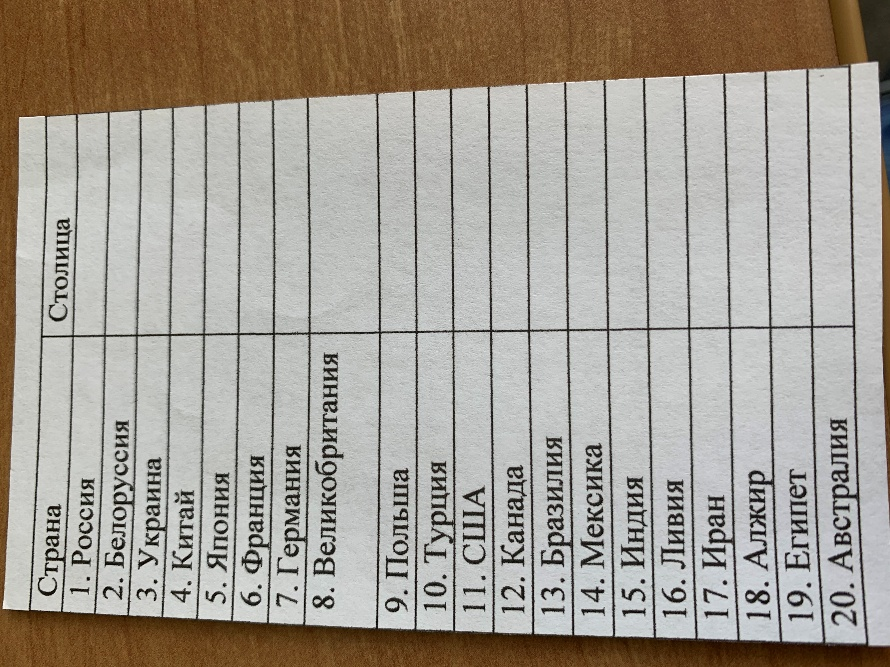 Страна Столица
1. Россия
2. Белоруссия
3. Украина
4. Китай
5. Япония
6. Франция
7. Германия
8. Великобритания
9. Польша
10. Турция
11. США
12. Канада
13. Бразилия
14. Мексика
15. Индия
16. Ливия
17. Иран
18. Алжир
19. Египет
20. Австралия